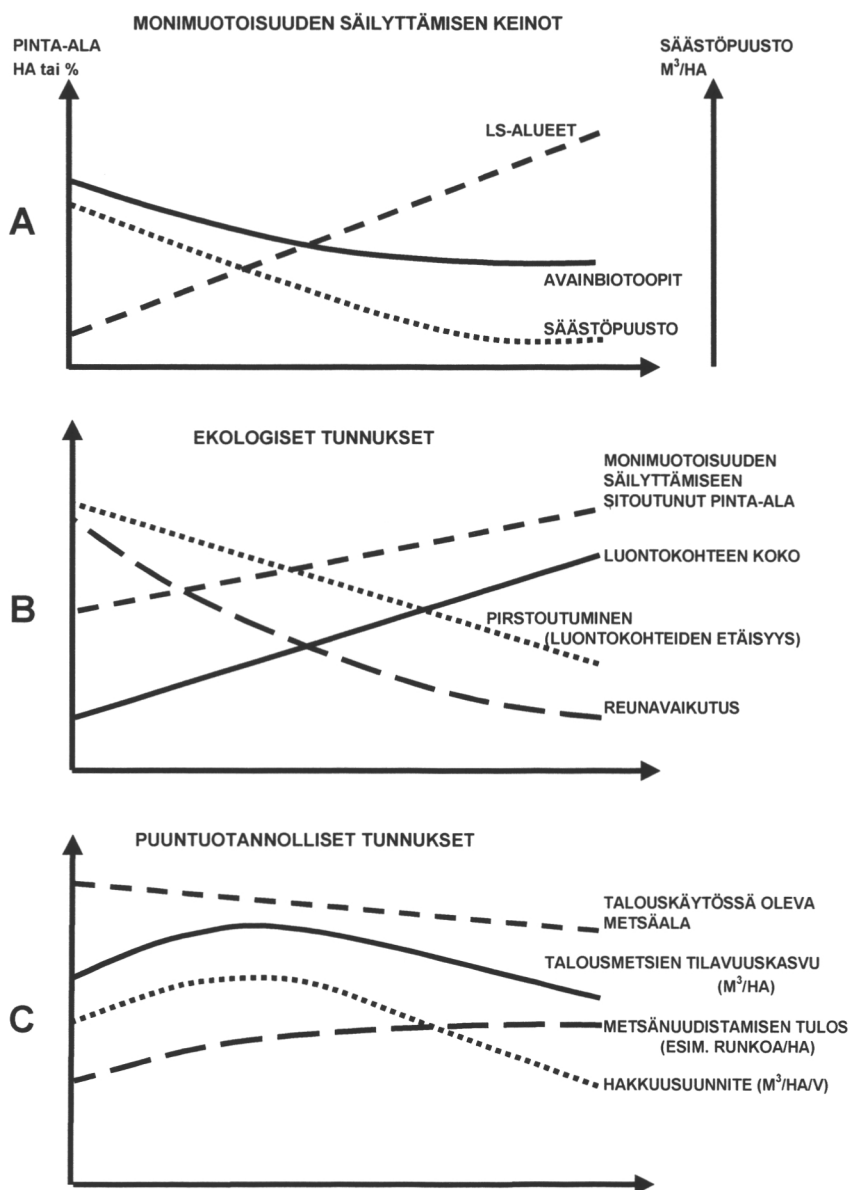 MONIMUOTOISUUDEN SÄILYTTÄMISEN KEINOT
PINTA-ALA
HA tai %
SÄÄSTÖPUUSTO
M³/HA
LS-ALUEET
A
AVAINBIOTOOPIT
SÄÄSTÖPUUSTO
EKOLOGISET TUNNUKSET
MONIMUOTOISUUDEN
SÄILYTTÄMISEEN
SITOUTUNUT PINTA-ALA
LUONTOKOHTEEN KOKO
B
PIRSTOUTUMINEN
(LUONTOKOHTEIDEN ETÄISYYS)
REUNAVAIKUTUS
PUUNTUOTANNOLLISET TUNNUKSET
TALOUSKÄYTÖSSÄ OLEVA
METSÄALA
TALOUSMETSIEN TILAVUUSKASVU
(M³/HA)
C
METSÄNUUDISTAMISEN TULOS
(ESIM. RUNKOA/HA)
HAKKUUSUUNNITE (M³/HA/V)